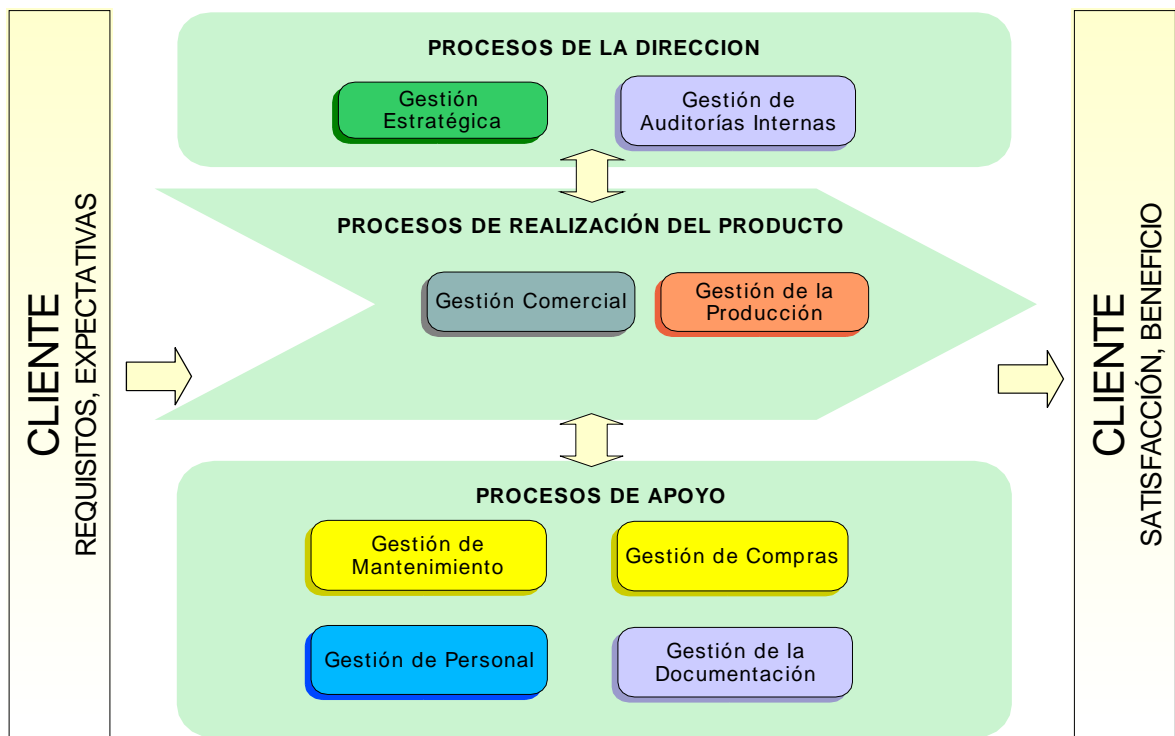 CLIENTE
REQUISITOS, EXPECTATIVAS
PROCESOS DE LA DIRECCION
Gestión
Estratégica
Gestión de
Auditorías Internas
PROCESOS DE REALIZACIÓN DEL PRODUCTO
Gestión Comercial
Gestión de la
Producción
PROCESOS DE APOYO
Gestión de
Mantenimiento
Gestión de Compras
Gestión de Personal
Gestión de la
Documentación
CLIENTE
SATISFACCIÓN, BENEFICIO